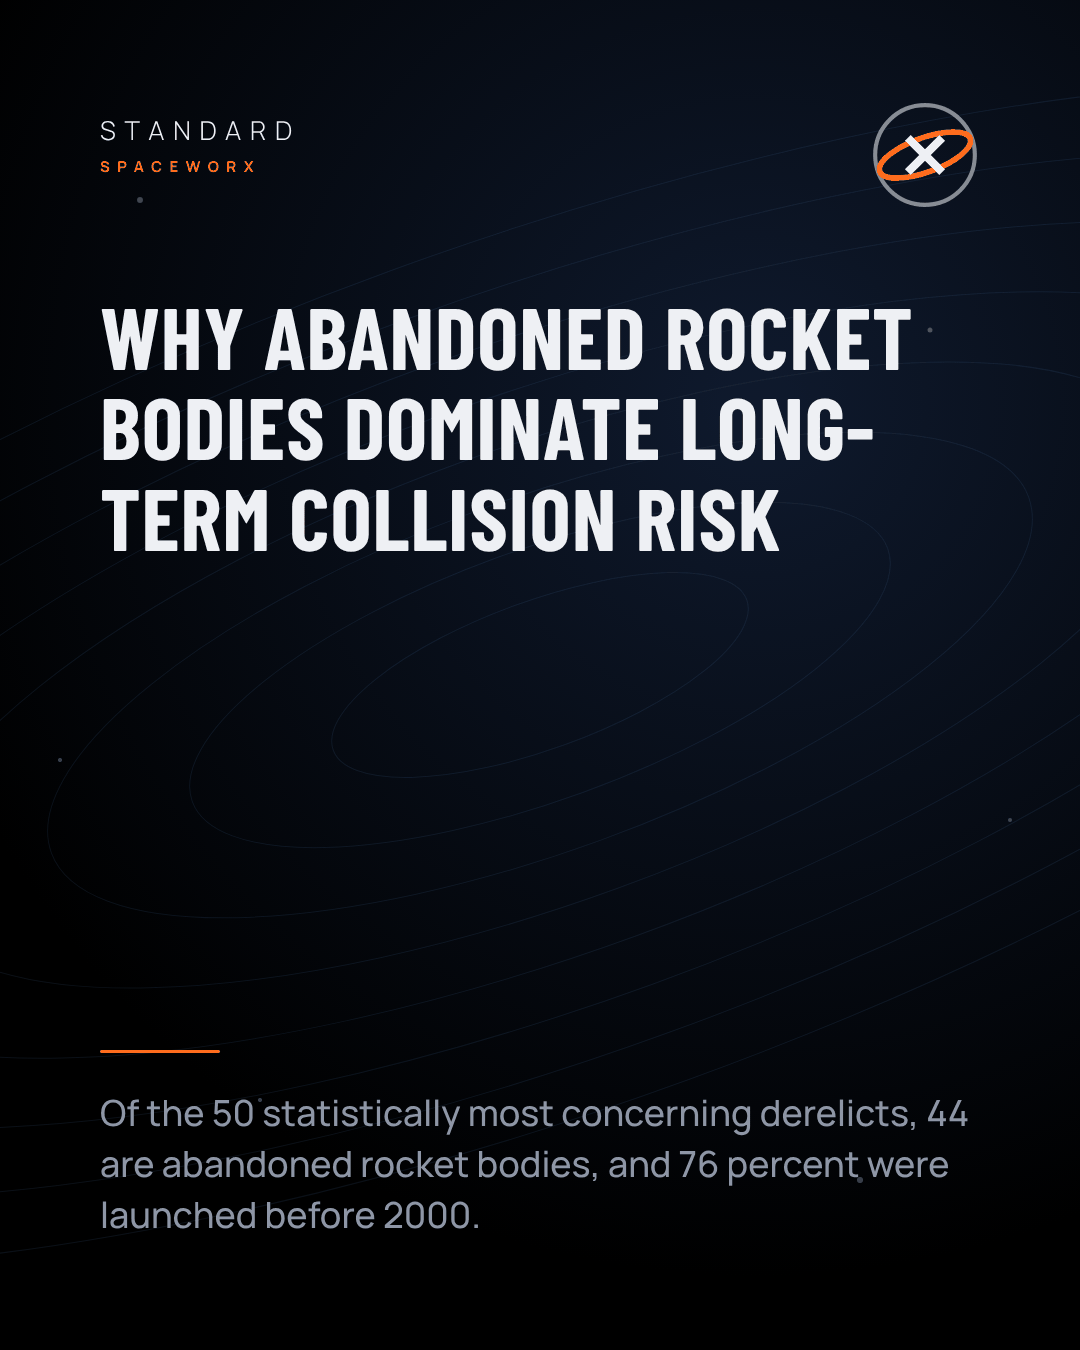 STANDARD
SPACEWORX
X
WHY ABANDONED ROCKET
BODIES DOMINATE LONG-
TERM COLLISION RISK
Of the 50 statistically most concerning derelicts, 44
are abandoned rocket bodies, and 76 percent were
launched before 2000.